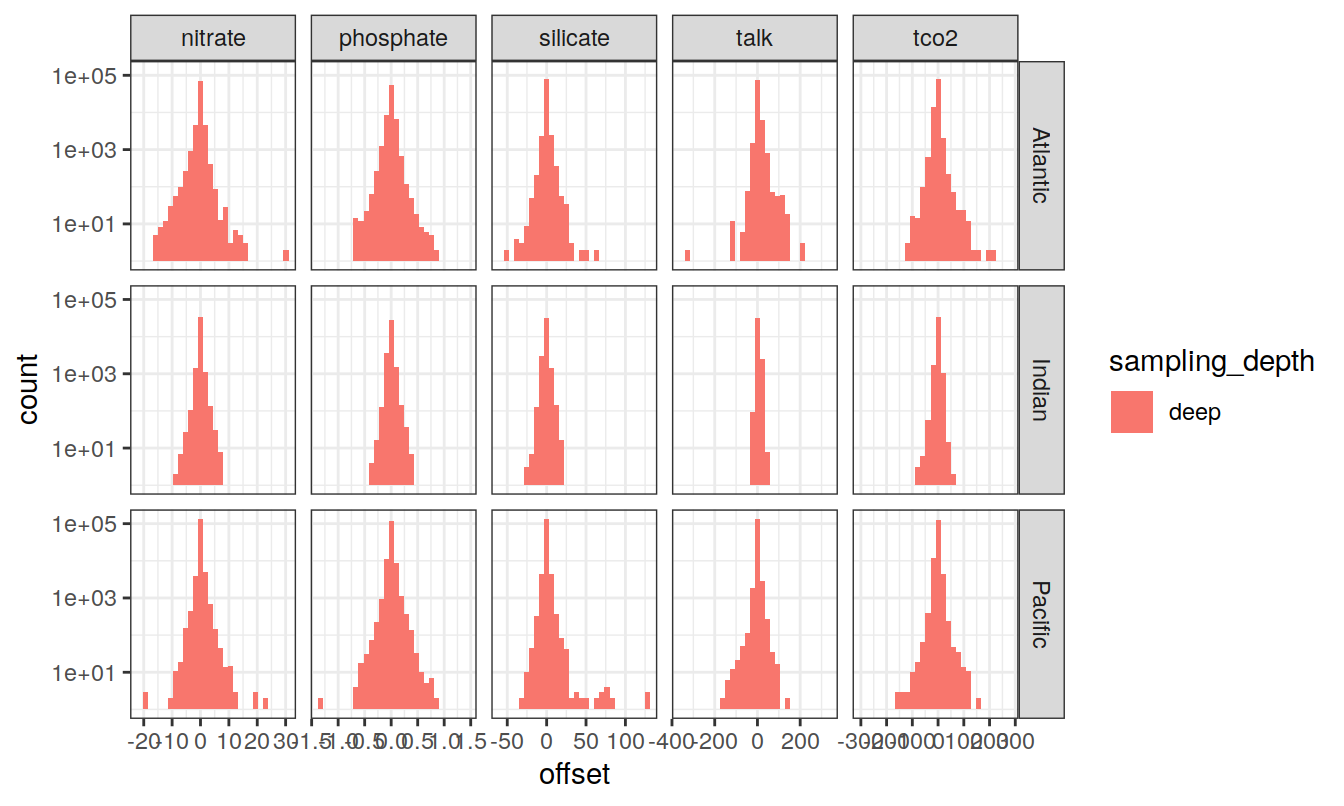 nitrate phosphate silicate talk tco2
1e+05
1e+03
1e+01
Atlantic
1e+05
1e+03
1e+01
Indian
1e+05
1e+03
1e+01
Pacific
count
-20 -10 0 10 20 30 -1.5 -1.0 -0.5 0.0 0.5 1.0 1.5 -50 0 50 100 -400 -200 0 200 -300 -200 -100 0 100 200 300
offset
sampling_depth
deep